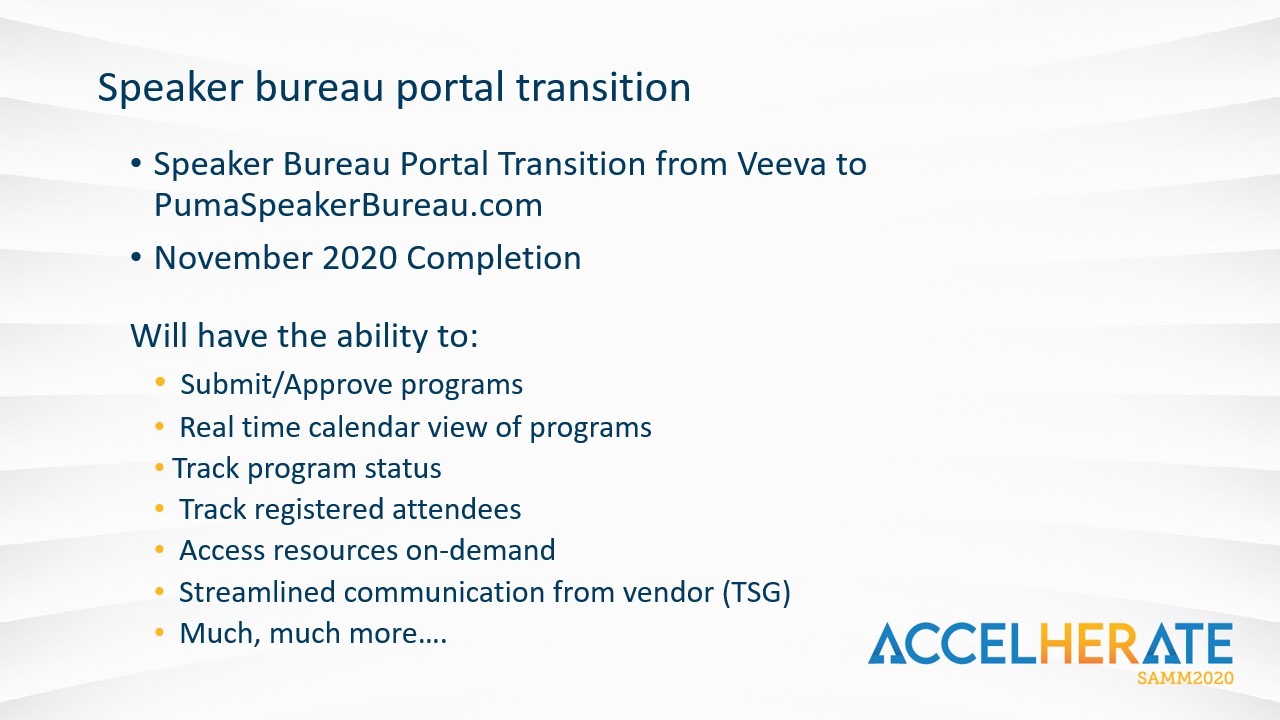 Speaker bureau portal transition
• Speaker Bureau Portal Transition from Veeva to
PumaSpeakerBureau.com
• November 2020 Completion
Will have the ability to:
• Submit/Approve programs
• Real time calendar view of programs
• Track program status
• Track registered attendees
• Access resources on-demand
• Streamlined communication from vendor (TSG)
• Much, much more....
ACCELHERATE
SAMM2020